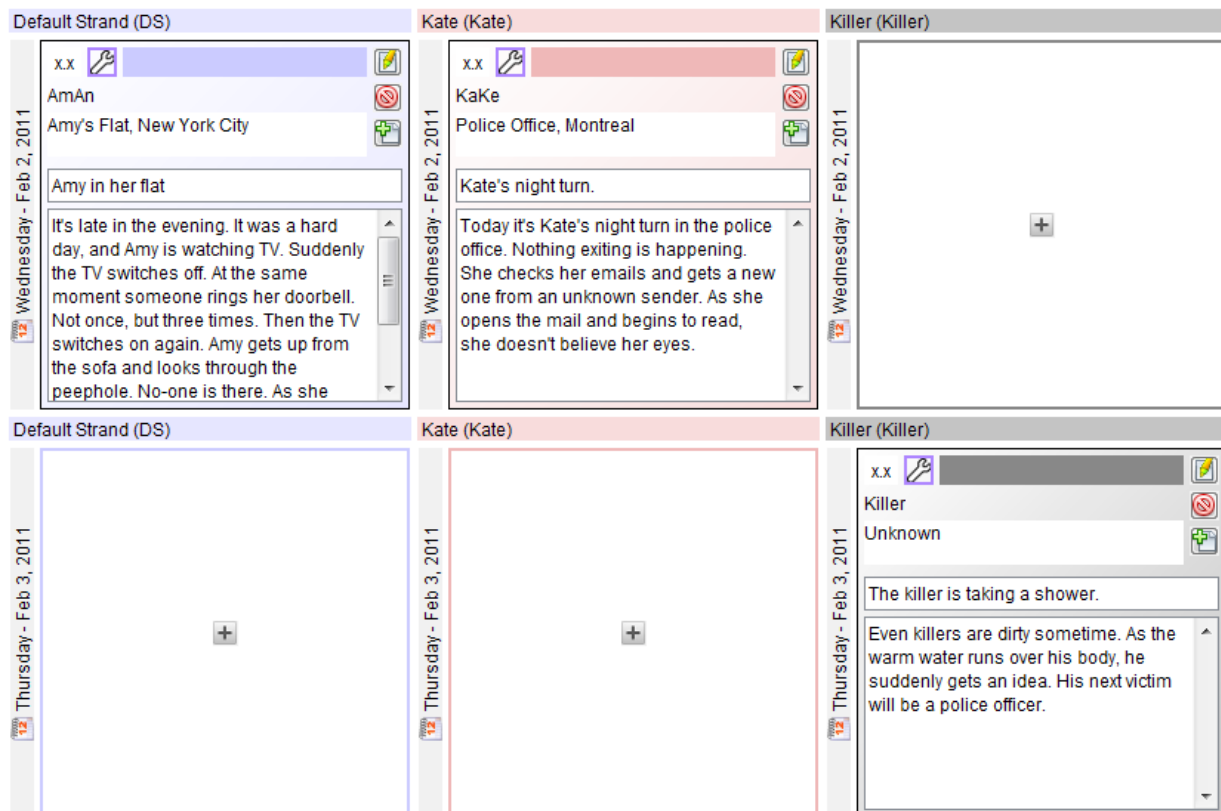 Default Strand (DS)
Kate (Kate)
Killer (Killer)
Wednesday - Feb 2, 2011
x.x
AmAn
Amy's Flat, New York City
Amy in her flat
It's late in the evening. It was a hard
day, and Amy is watching TV. Suddenly
the TV switches off. At the same
moment someone rings her doorbell.
Not once, but three times. Then the TV
switches on again. Amy gets up from
the sofa and looks through the
peephole. No-one is there. As she
Wednesday - Feb 2, 2011
x.x
KaKe
Police Office, Montreal
Kate's night turn.
Today it's Kate's night turn in the police
office. Nothing exiting is happening.
She checks her emails and gets a new
one from an unknown sender. As she
opens the mail and begins to read,
she doesn't believe her eyes.
Wednesday - Feb 2, 2011
Default Strand (DS)
Kate (Kate)
Killer (Killer)
Thursday - Feb 3, 2011
Thursday - Feb 3, 2011
Thursday - Feb 3, 2011
x.x
Killer
Unknown
The killer is taking a shower.
Even killers are dirty sometime. As the
warm water runs over his body, he
suddenly gets an idea. His next victim
will be a police officer.